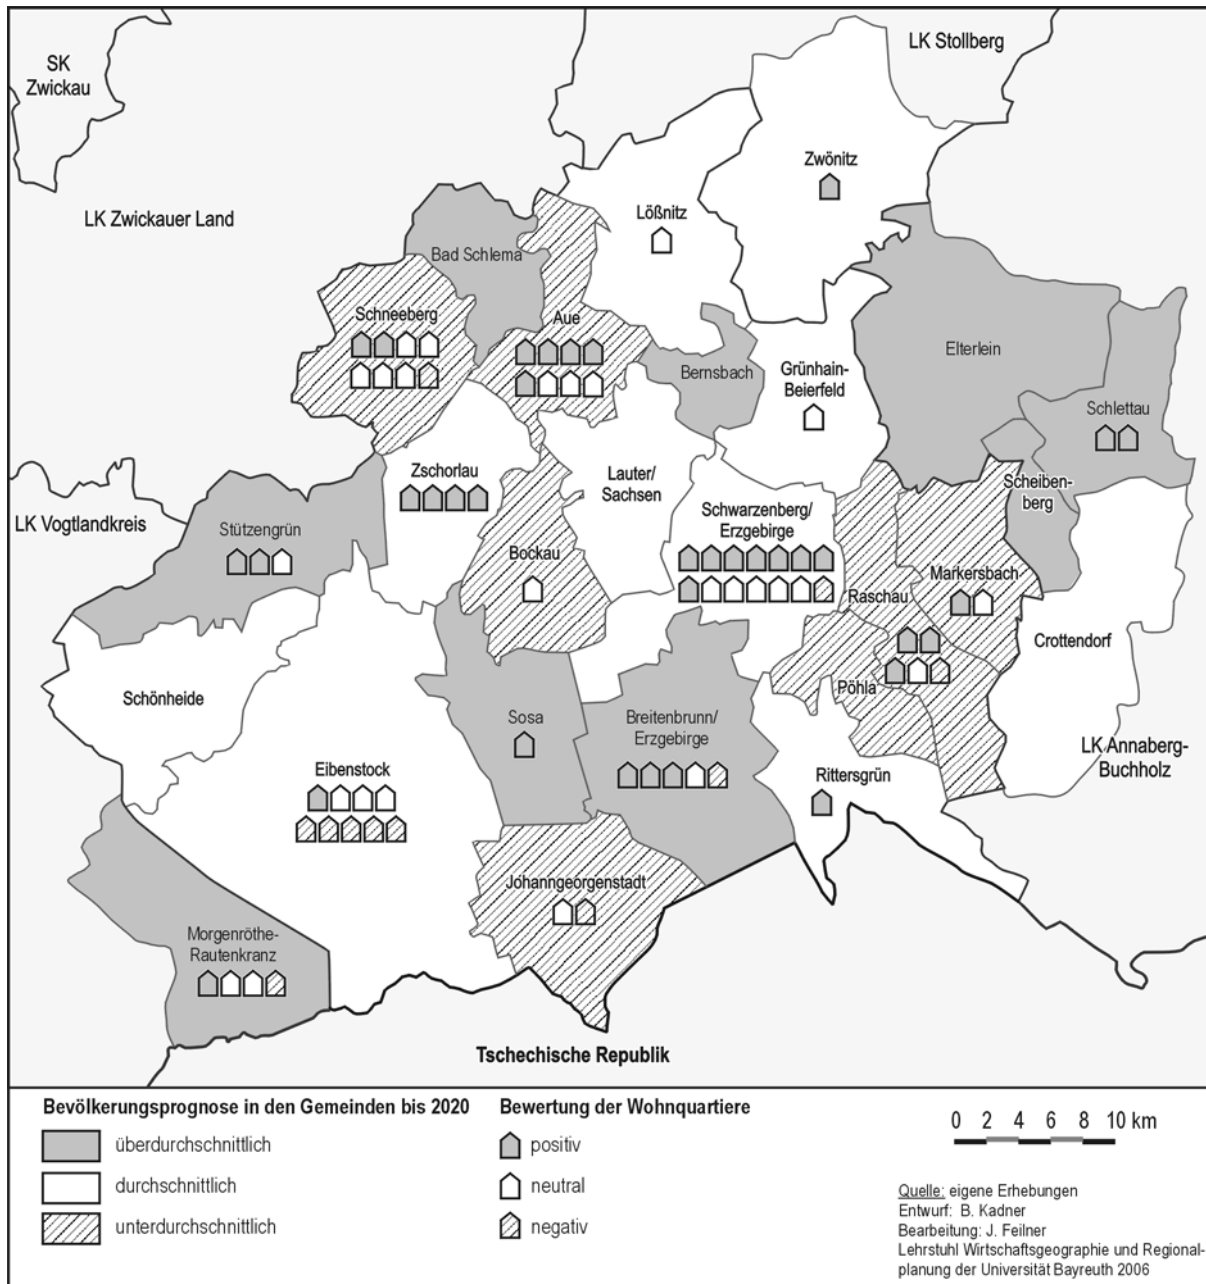 LK Stollberg
SK
Zwickau
Zwönitz
LK Zwickauer Land
Lößnitz
Bad Schlema
Schneeberg
Aue
Elterlein
Bernsbach
Grünhain-
Beierfeld
Schlettau
Zschorlau
Lauter/
Sachsen
Scheiben-
berg
LK Vogtlandkreis
Schwarzenberg/
Erzgebirge
Stützengrün
Bockau
Markersbach
Raschau
Crottendorf
Schönheide
Pöhla
Sosa
Breitenbrunn/
Erzgebirge
LK Annaberg-
Buchholz
Eibenstock
Rittersgrün
Johanngeorgenstadt
Morgenröthe-
Rautenkranz
Tschechische Republik
Bevölkerungsprognose in den Gemeinden bis 2020
überdurchschnittlich
durchschnittlich
unterdurchschnittlich
Bewertung der Wohnquartiere
positiv
neutral
negativ
0 2 4 6 8 10 km
Quelle: eigene Erhebungen
Entwurf: B. Kadner
Bearbeitung: J. Feilner
Lehrstuhl Wirtschaftsgeographie und Regional-
planung der Universität Bayreuth 2006